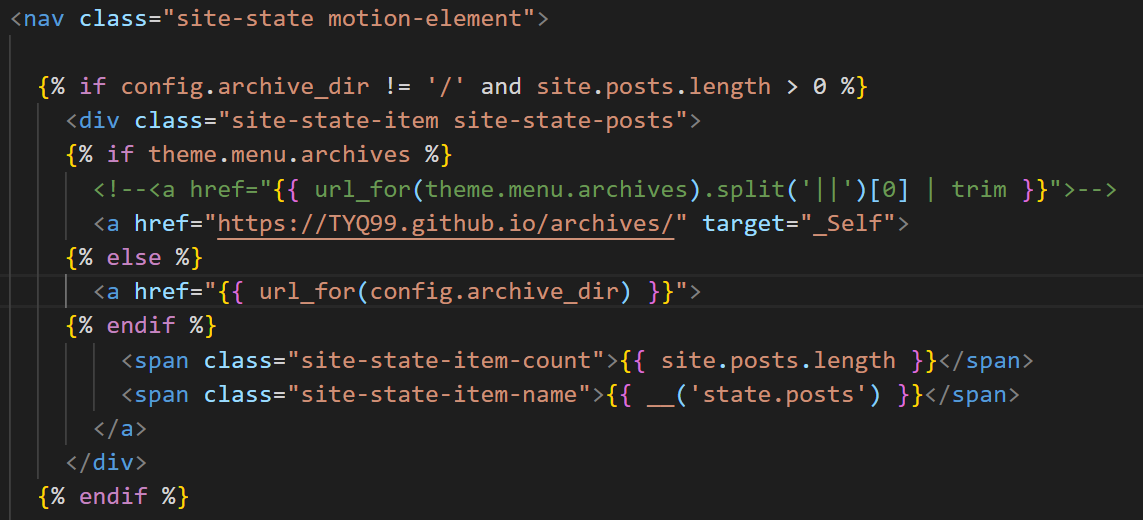 <nav class="site-state motion-element">
{% if config.archive_dir != '/' and site.posts.length > 0 %}
<div class="site-state-item site-state-posts">
{% if theme.menu.archives %}
<!--<a href="{{ url_for(theme.menu.archives).split('||')[0] | trim }}">-->
<a href="https://TYQ99.github.io/archives/" target="_Self">
{% else %}
<a href="{{ url_for(config.archive_dir) }}">
{% endif %}
<span class="site-state-item-count">{{ site.posts.length }}</span>
<span class="site-state-item-name">{{ __('state.posts') }}</span>
</a>
</div>
{% endif %}